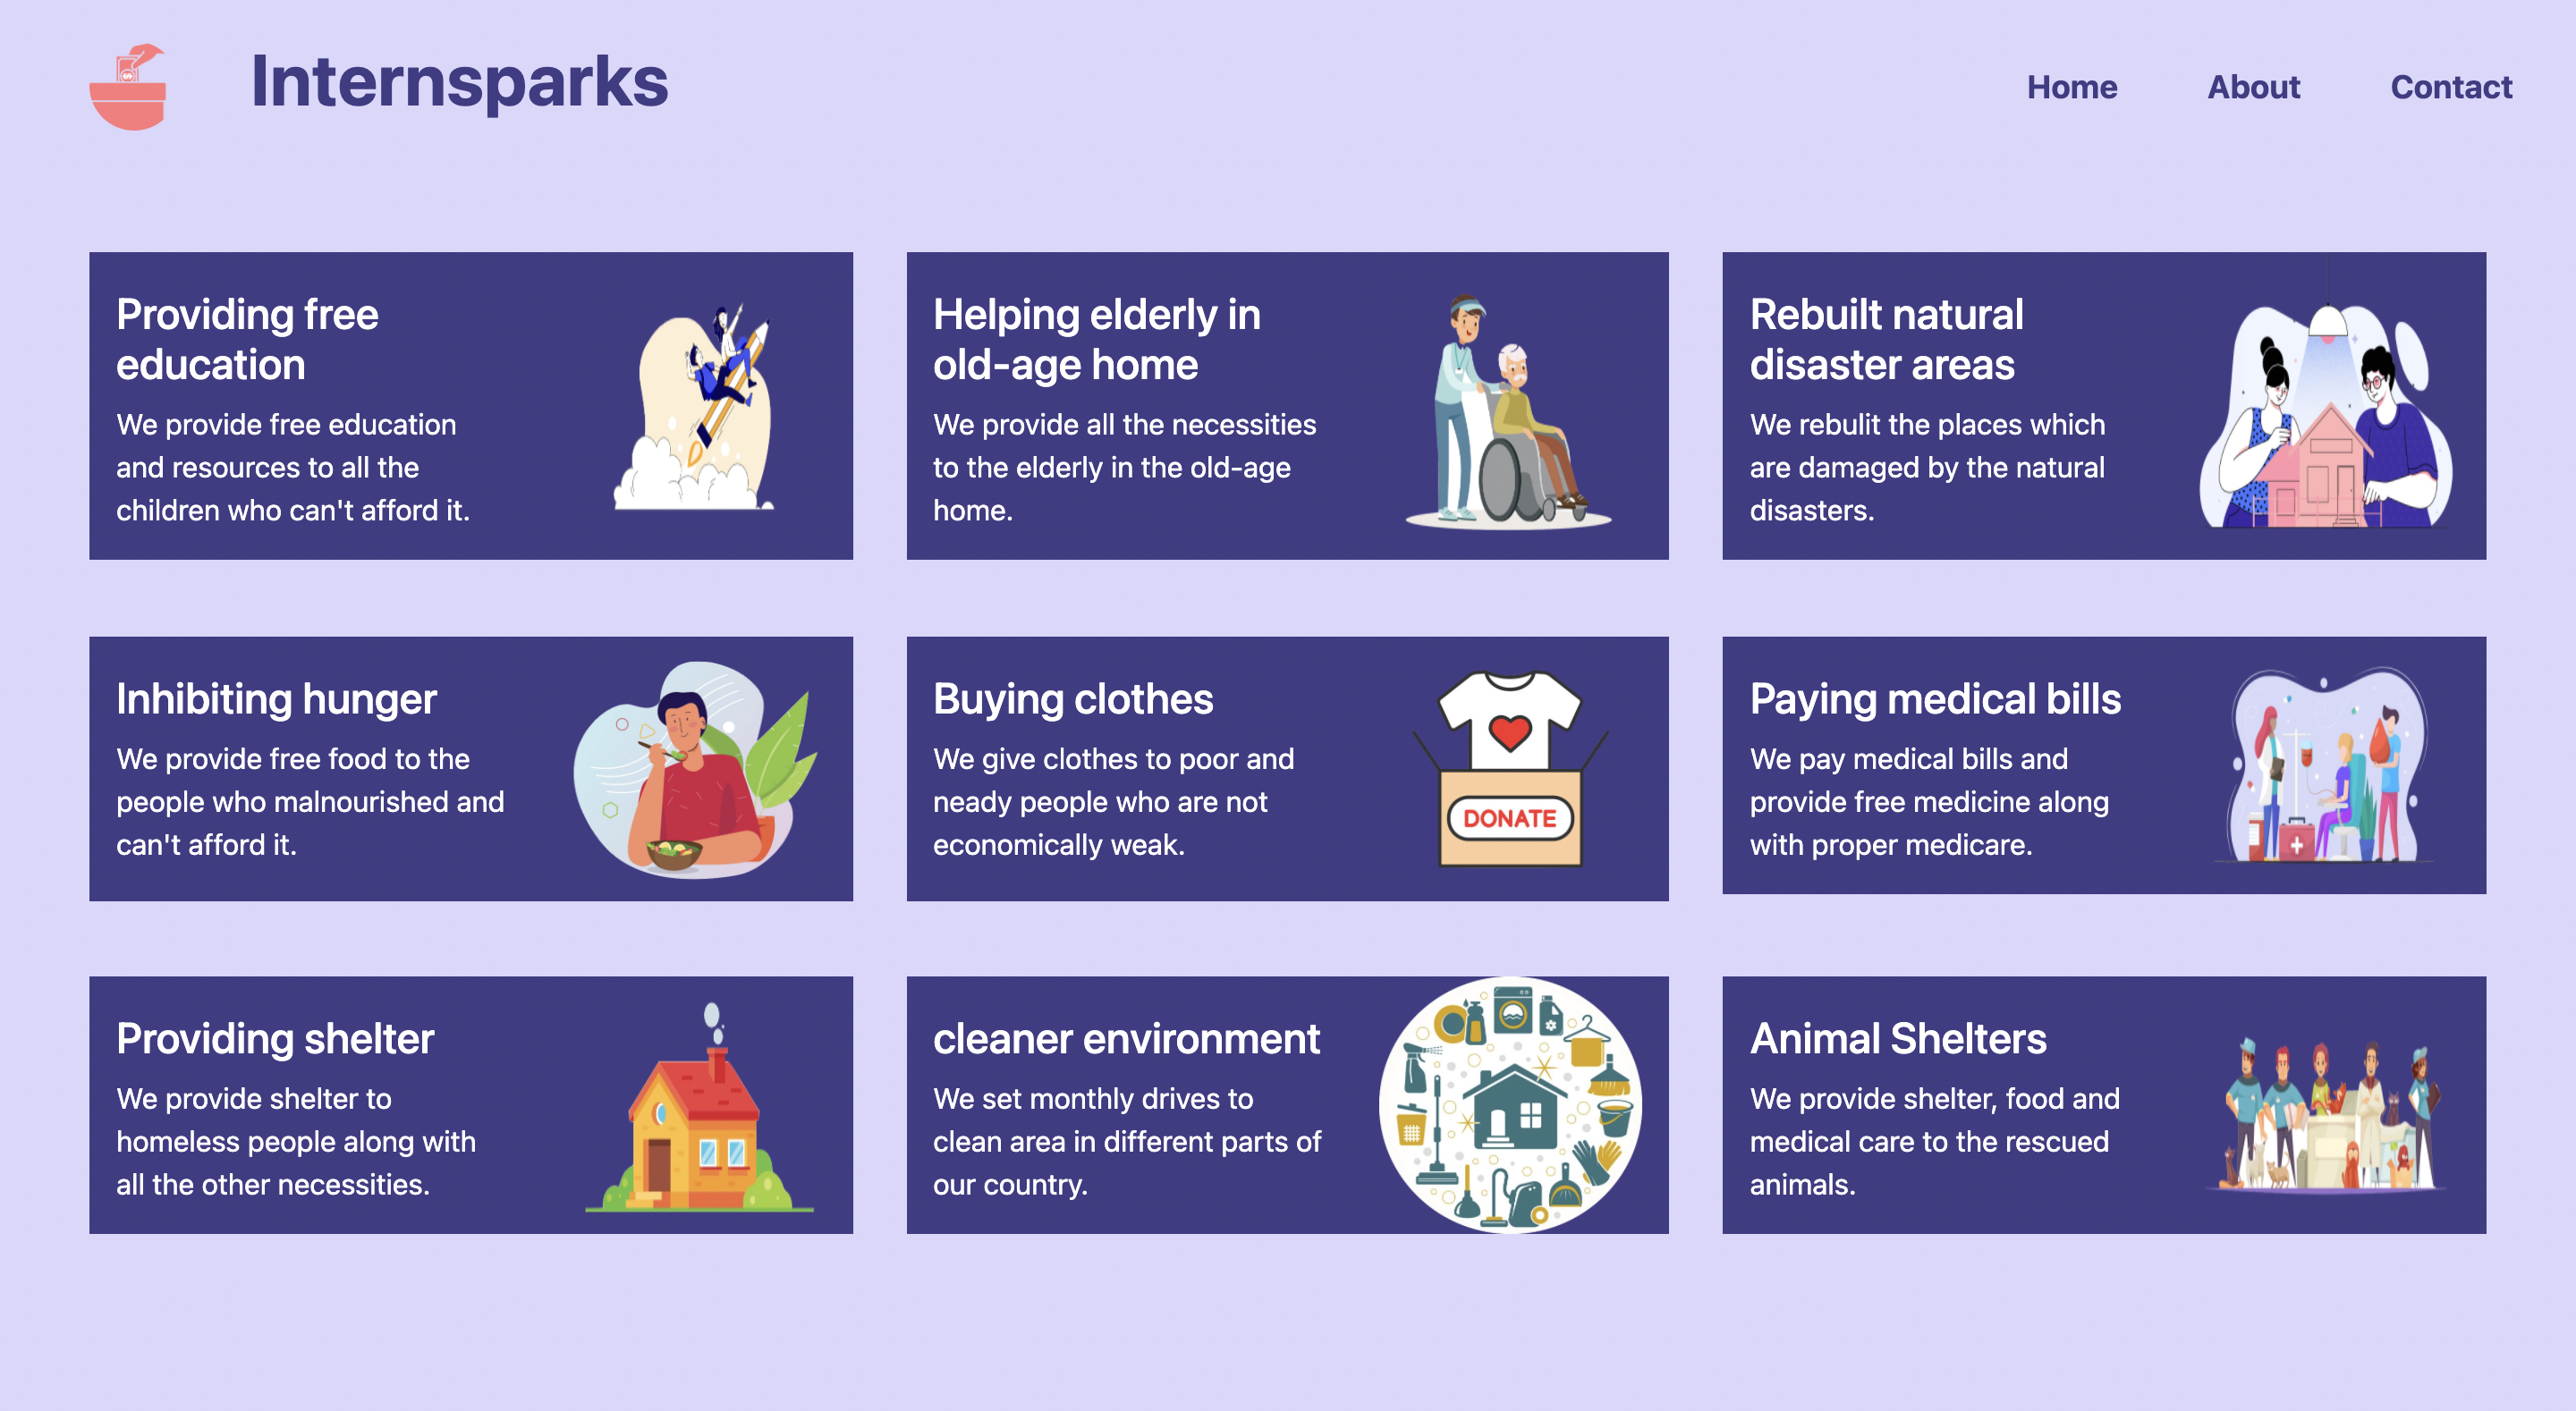 Internsparks
Home
About
Contact
Providing free
education
We provide free education
and resources to all the
children who can't afford it.
Helping elderly in
old-age home
We provide all the necessities
to the elderly in the old-age
home.
Rebuilt natural
disaster areas
We rebulit the places which
are damaged by the natural
disasters.
Inhibiting hunger
We provide free food to the
people who malnourished and
can't afford it.
Buying clothes
We give clothes to poor and
neady people who are not
economically weak.
DONATE
Paying medical bills
We pay medical bills and
provide free medicine along
with proper medicare.
Providing shelter
We provide shelter to
homeless people along with
all the other necessities.
cleaner environment
We set monthly drives to
clean area in different parts of
our country.
Animal Shelters
We provide shelter, food and
medical care to the rescued
animals.